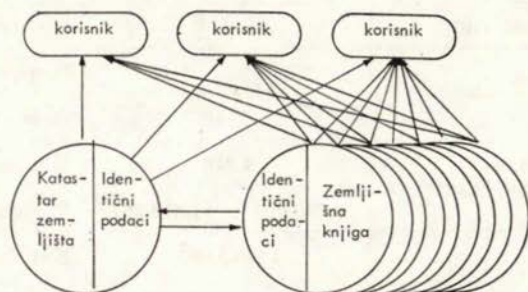 korisnik korisnik korisnik
Katas-
tar
zem-
ljišta
Iden-
tični
podaci
Iden-
tični
poda-
ci
Zemlji-
šna
knjiga